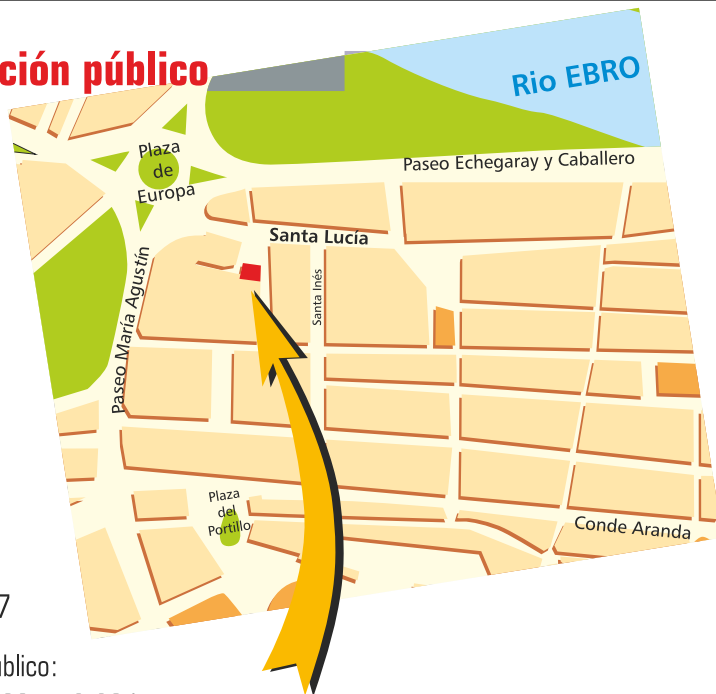 ción público
Rio EBRO
Paseo Echegaray y Caballero
Plaza
de
Europa
Santa Lucía
Santa Inés
Paseo María Agustín
Plaza
del
Portillo
Conde Aranda
7
blico: